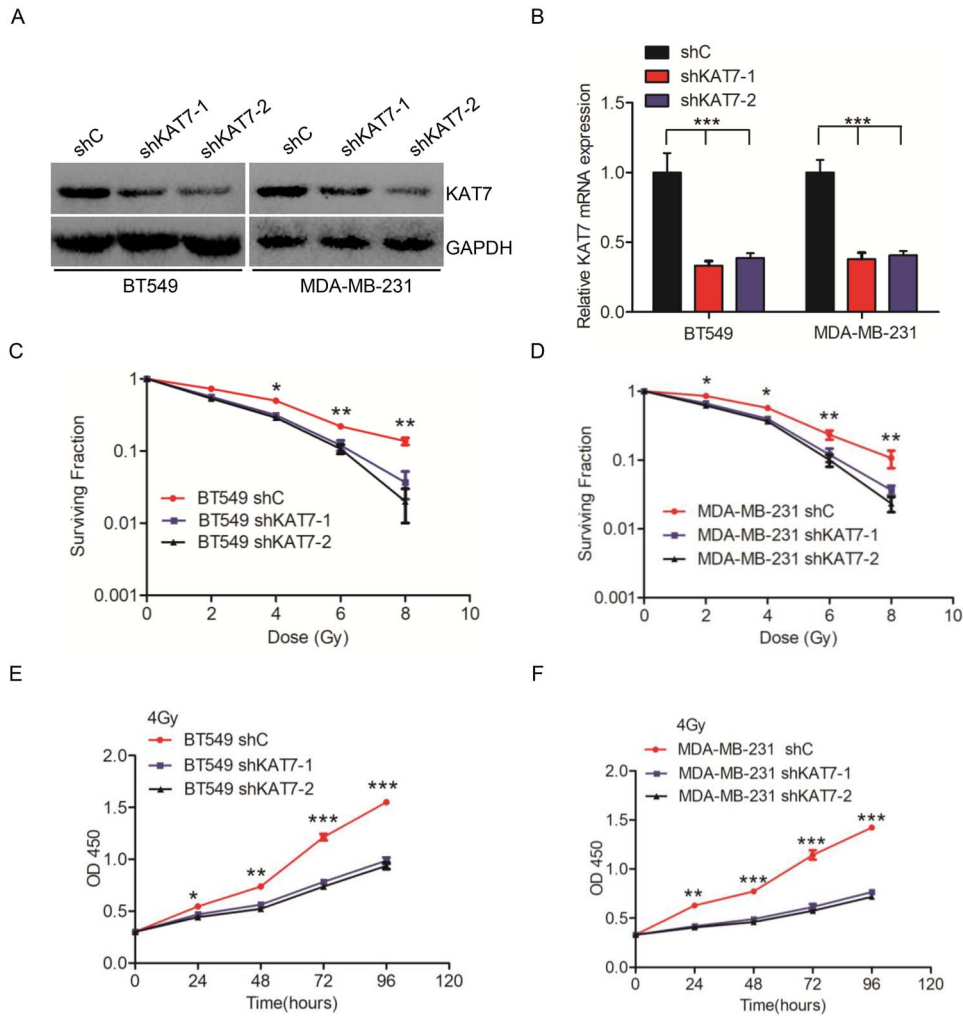 A
shC
shKAT7-1
shKAT7-2
shC
shKAT7-1
shKAT7-2
KAT7
GAPDH
BT549
MDA-MB-231
B
shC
shKAT7-1
shKAT7-2
Relative KAT7 mRNA expression
1.5
1.0
0.5
0.0
***
***
BT549
MDA-MB-231
C
Surviving Fraction
1
0.1
0.01
0.001
*
**
**
BT549 shC
BT549 shKAT7-1
BT549 shKAT7-2
0 2 4 6 8 10
Dose (Gy)
D
Surviving Fraction
1
0.1
0.01
0.001
*
*
**
**
MDA-MB-231 shC
MDA-MB-231 shKAT7-1
MDA-MB-231 shKAT7-2
0 2 4 6 8 10
Dose (Gy)
E
4Gy
BT549 shC
BT549 shKAT7-1
BT549 shKAT7-2
OD 450
2.0
1.5
1.0
0.5
0.0
*
**
***
***
0 24 48 72 96 120
Time(hours)
F
4Gy
MDA-MB-231 shC
MDA-MB-231 shKAT7-1
MDA-MB-231 shKAT7-2
OD 450
2.0
1.5
1.0
0.5
0.0
**
***
***
***
0 24 48 72 96 120
Time(hours)